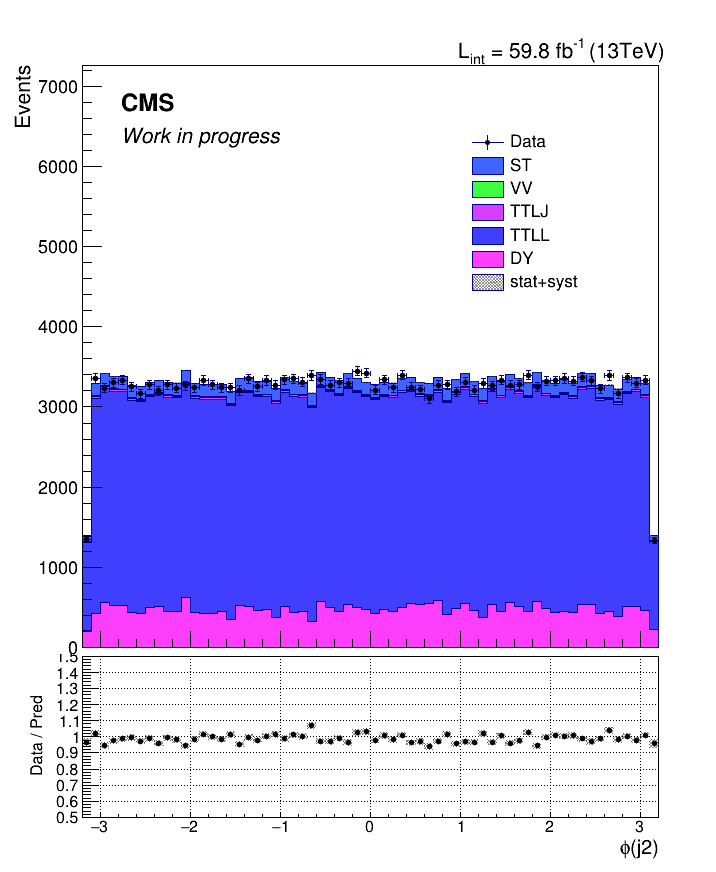 L_int = 59.8 fb^-1 (13TeV)
Events
7000
6000
5000
4000
3000
2000
1000
0
CMS
Work in progress
Data
ST
VV
TTLJ
TTLL
DY
stat+syst
Data / Pred
1.5
1.4
1.3
1.2
1.1
1
0.9
0.8
0.7
0.6
0.5
−3 −2 −1 0 1 2 3
ϕ(j2)